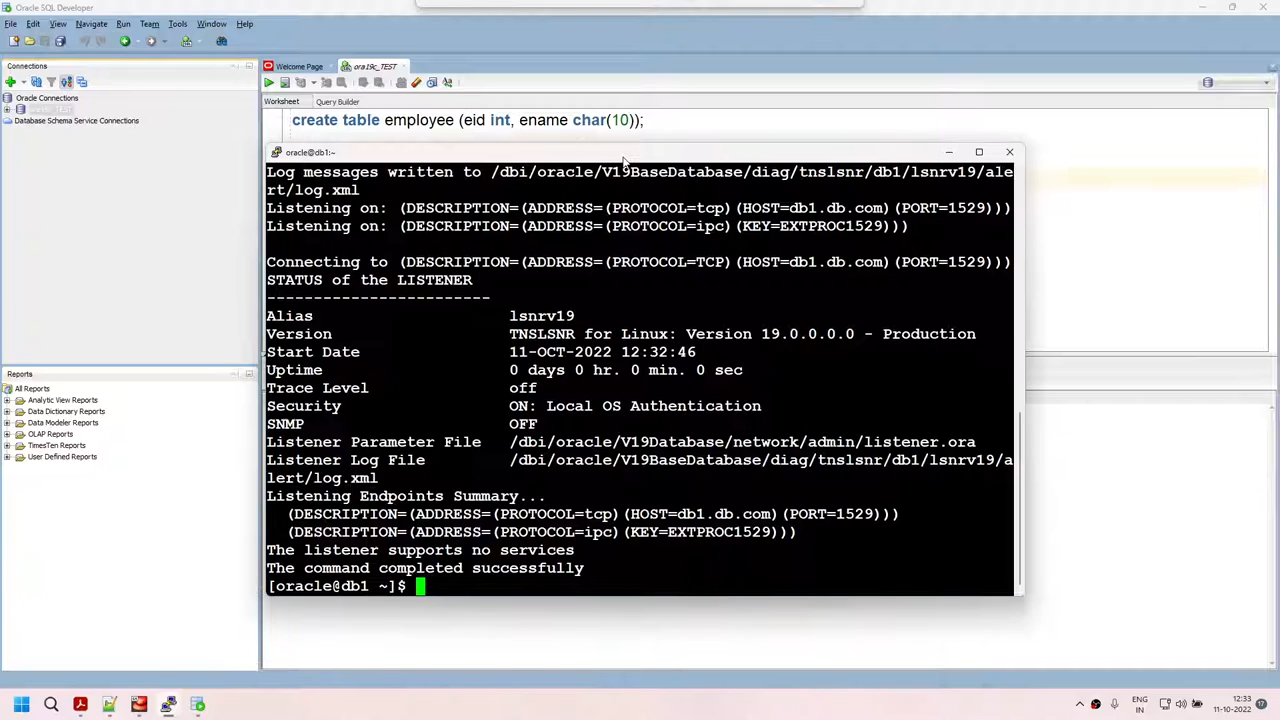 Oracle SQL Developer
File Edit View Navigate Run Team Tools Window Help
Connections
Oracle Connections
Database Schema Service Connections
Welcome Page
ora19c_TEST
Worksheet Query Builder
create table employee (eid int, ename char(10));
oracle@db1:~
Log messages written to /dbi/oracle/V19BaseDatabase/diag/tnslsnr/db1/lsnrv19/ale
rt/log.xml
Listening on: (DESCRIPTION=(ADDRESS=(PROTOCOL=tcp)(HOST=db1.db.com)(PORT=1529)))
Listening on: (DESCRIPTION=(ADDRESS=(PROTOCOL=ipc)(KEY=EXTPROC1529)))
Connecting to (DESCRIPTION=(ADDRESS=(PROTOCOL=TCP)(HOST=db1.db.com)(PORT=1529)))
STATUS of the LISTENER
------------------------
Alias lsnrv19
Version TNSLSNR for Linux: Version 19.0.0.0.0 - Production
Start Date 11-OCT-2022 12:32:46
Uptime 0 days 0 hr. 0 min. 0 sec
Trace Level off
Security ON: Local OS Authentication
SNMP OFF
Listener Parameter File /dbi/oracle/V19Database/network/admin/listener.ora
Listener Log File /dbi/oracle/V19BaseDatabase/diag/tnslsnr/db1/lsnrv19/a
lert/log.xml
Listening Endpoints Summary...
(DESCRIPTION=(ADDRESS=(PROTOCOL=tcp)(HOST=db1.db.com)(PORT=1529)))
(DESCRIPTION=(ADDRESS=(PROTOCOL=ipc)(KEY=EXTPROC1529)))
The listener supports no services
The command completed successfully
[oracle@db1 ~]$
Reports
All Reports
Analytic View Reports
Data Dictionary Reports
Data Modeler Reports
OLAP Reports
TimesTen Reports
User Defined Reports
ENG
IN
12:33
11-10-2022